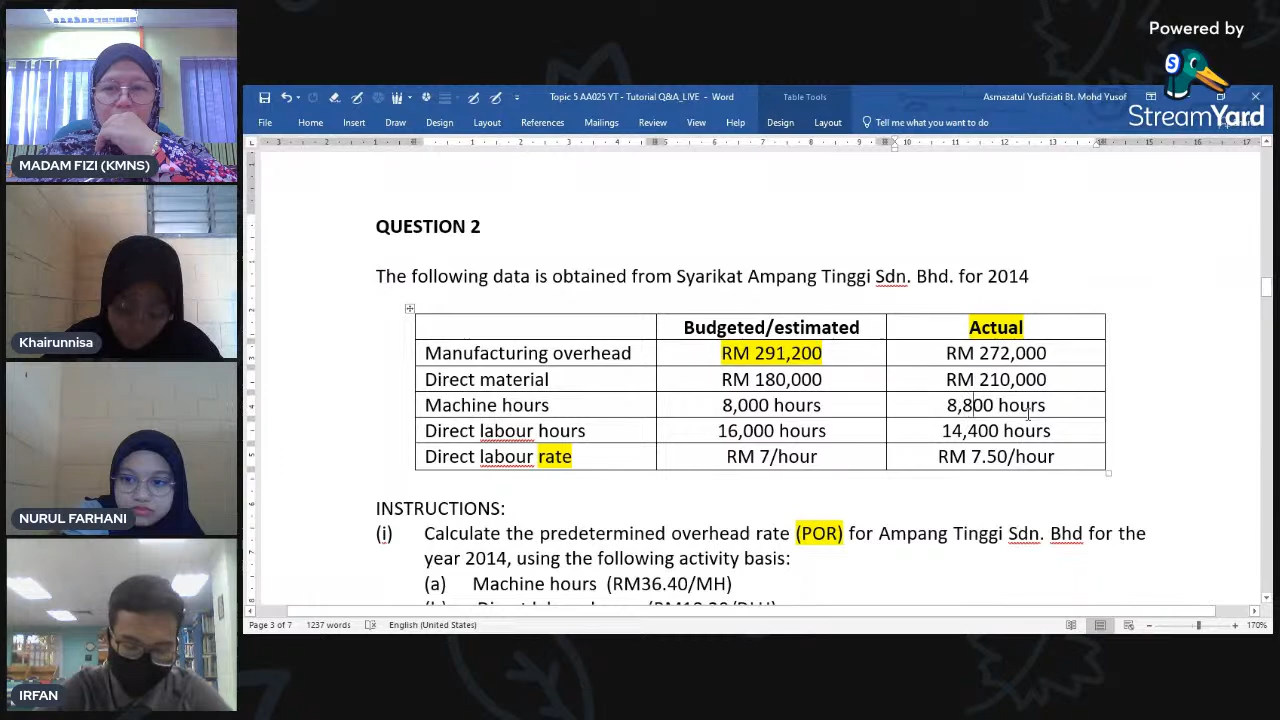 Powered by
StreamYard
MADAM FIZI (KMNS)
Khairunnisa
NURUL FARHANI
IRFAN
Topic 5 AA025 YT - Tutorial Q&A_LIVE - Word
Table Tools
Asmazatul Yusfiziati Bt. Mohd Yusof
File Home Insert Draw Design Layout References Mailings Review View Help Design Layout Tell me what you want to do
QUESTION 2
The following data is obtained from Syarikat Ampang Tinggi Sdn. Bhd. for 2014
Budgeted/estimated Actual
Manufacturing overhead RM 291,200 RM 272,000
Direct material RM 180,000 RM 210,000
Machine hours 8,000 hours 8,800 hours
Direct labour hours 16,000 hours 14,400 hours
Direct labour rate RM 7/hour RM 7.50/hour
INSTRUCTIONS:
(i) Calculate the predetermined overhead rate (POR) for Ampang Tinggi Sdn. Bhd for the
year 2014, using the following activity basis:
(a) Machine hours (RM36.40/MH)
Page 3 of 7 1237 words English (United States) 170%